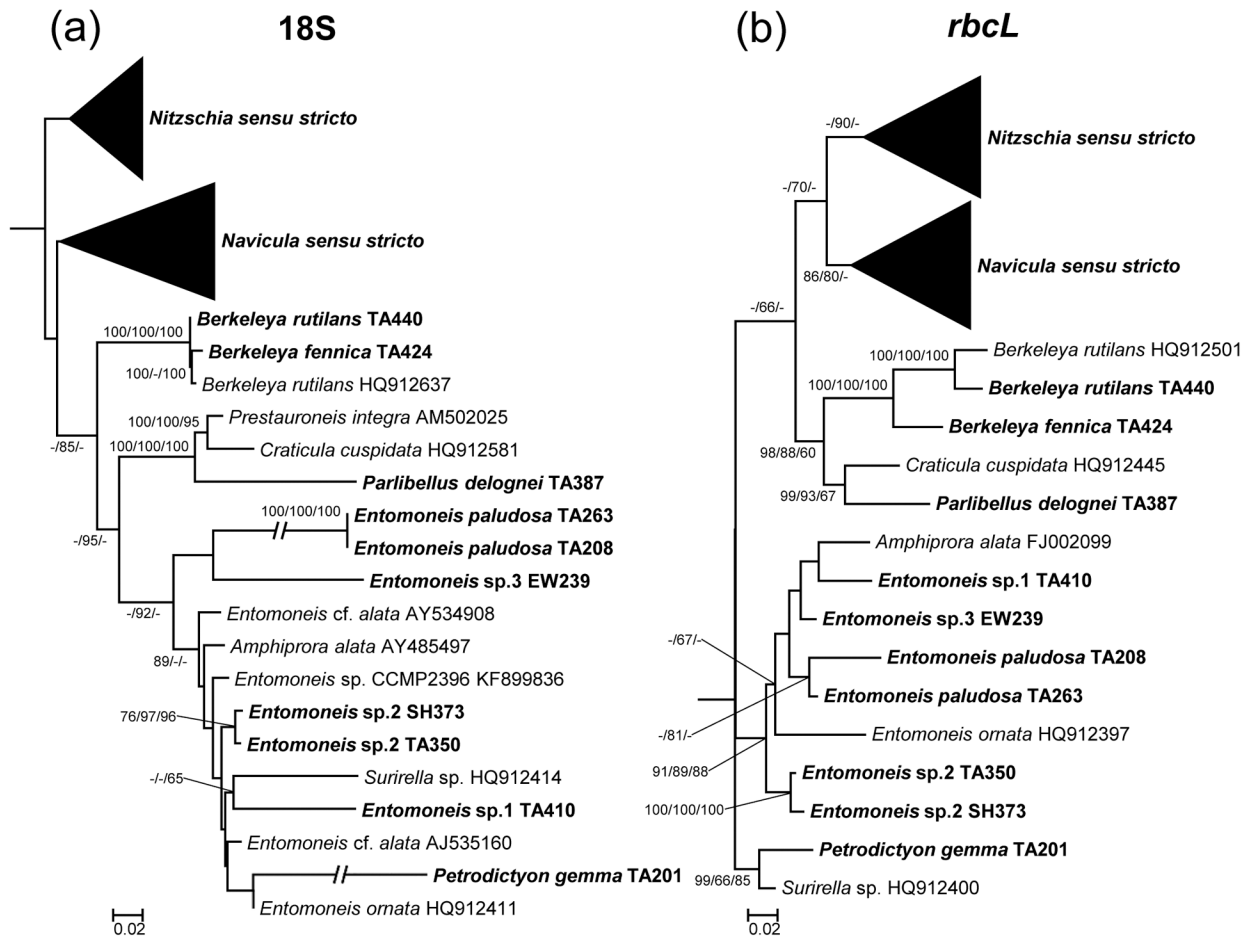 (a) 18S
Nitzschia sensu stricto
Navicula sensu stricto
Berkeleya rutilans TA440
100/100/100
Berkeleya fennica TA424
100/-/100
Berkeleya rutilans HQ912637
Prestauroneis integra AM502025
100/100/95
-/85/-
100/100/100
Craticula cuspidata HQ912581
Parlibellus delognei TA387
100/100/100
Entomoneis paludosa TA263
-/95/-
Entomoneis paludosa TA208
Entomoneis sp.3 EW239
-/92/-
Entomoneis cf. alata AY534908
Amphiprora alata AY485497
89/-/-
Entomoneis sp. CCMP2396 KF899836
76/97/96
Entomoneis sp.2 SH373
Entomoneis sp.2 TA350
-/-/65
Surirella sp. HQ912414
Entomoneis sp.1 TA410
Entomoneis cf. alata AJ535160
Petrodictyon gemma TA201
Entomoneis ornata HQ912411
0.02
(b) rbcL
-/90/-
Nitzschia sensu stricto
-/70/-
Navicula sensu stricto
86/80/-
-/66/-
Berkeleya rutilans HQ912501
100/100/100
Berkeleya rutilans TA440
100/100/100
Berkeleya fennica TA424
98/88/60
Craticula cuspidata HQ912445
99/93/67
Parlibellus delognei TA387
Amphiprora alata FJ002099
Entomoneis sp.1 TA410
Entomoneis sp.3 EW239
-/67/-
Entomoneis paludosa TA208
Entomoneis paludosa TA263
-/81/-
Entomoneis ornata HQ912397
91/89/88
Entomoneis sp.2 TA350
100/100/100
Entomoneis sp.2 SH373
Petrodictyon gemma TA201
99/66/85
Surirella sp. HQ912400
0.02